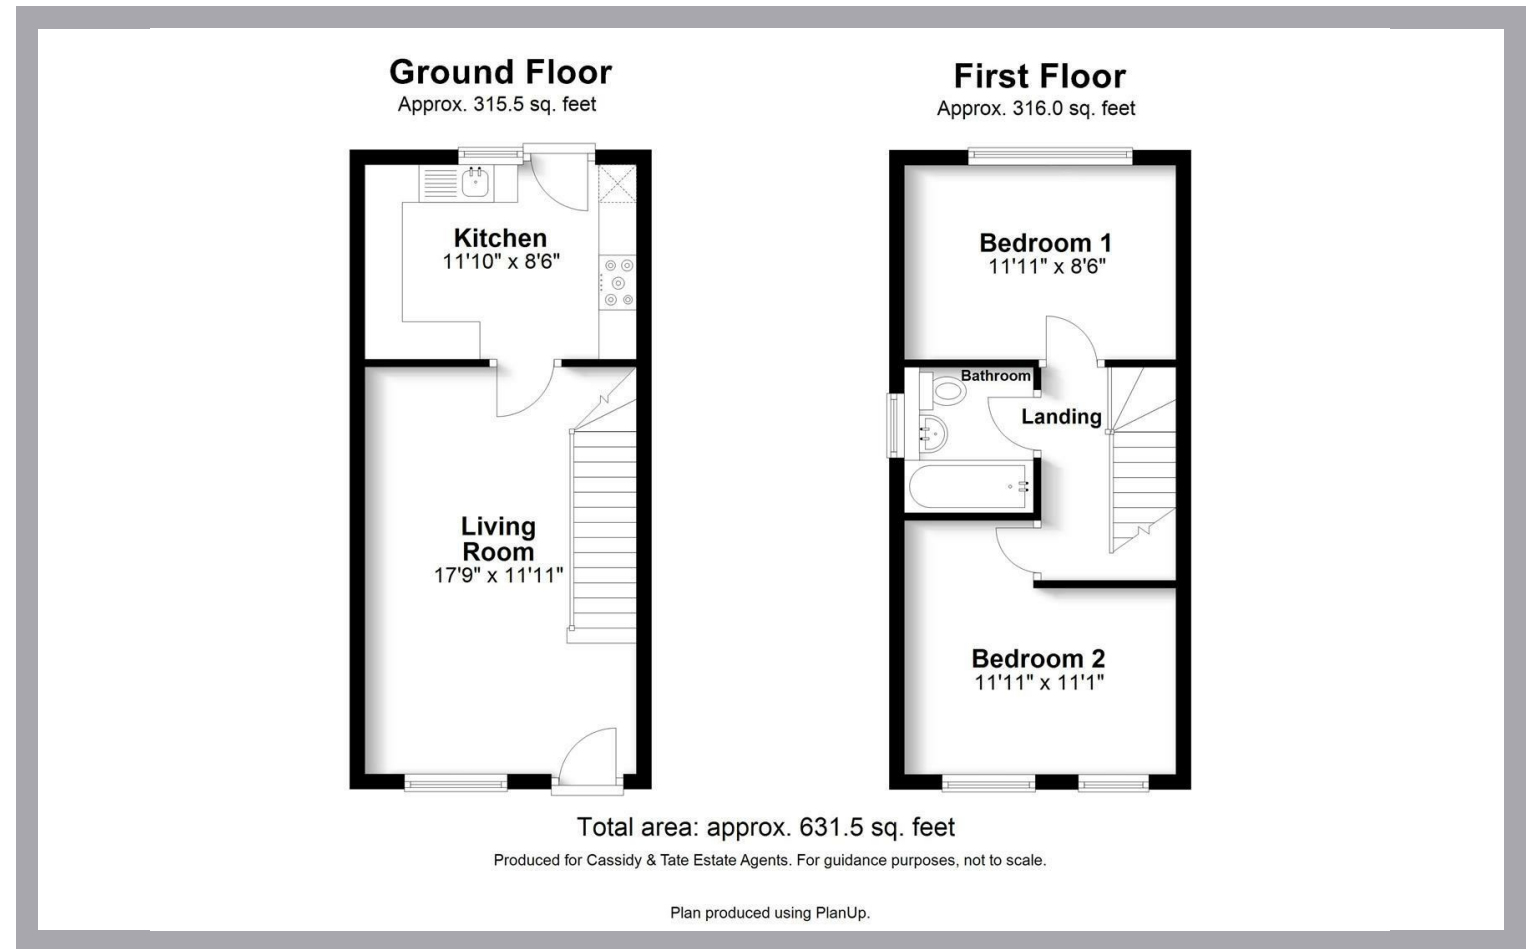 Ground Floor
Approx. 315.5 sq. feet
Kitchen
11'10" x 8'6"
Living
Room
17'9" x 11'11"
First Floor
Approx. 316.0 sq. feet
Bedroom 1
11'11" x 8'6"
Bathroom
Landing
Bedroom 2
11'11" x 11'1"
Total area: approx. 631.5 sq. feet
Produced for Cassidy & Tate Estate Agents. For guidance purposes, not to scale.
Plan produced using PlanUp.